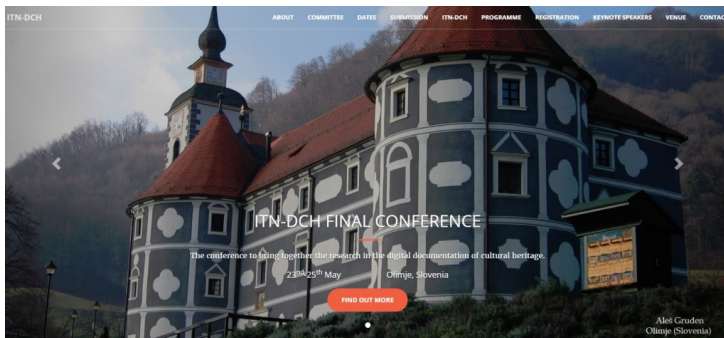 ITN-DCH
ABOUT COMMITTEE DATES SUBMISSION ITN-DCH PROGRAMME REGISTRATION KEYNOTE SPEAKERS VENUE CONTAC
ITN-DCH FINAL CONFERENCE
The conference to bring together the research in the digital documentation of cultural heritage.
23rd-25th May Olimje, Slovenia
FIND OUT MORE
Aleš Gruden
Olimje (Slovenia)